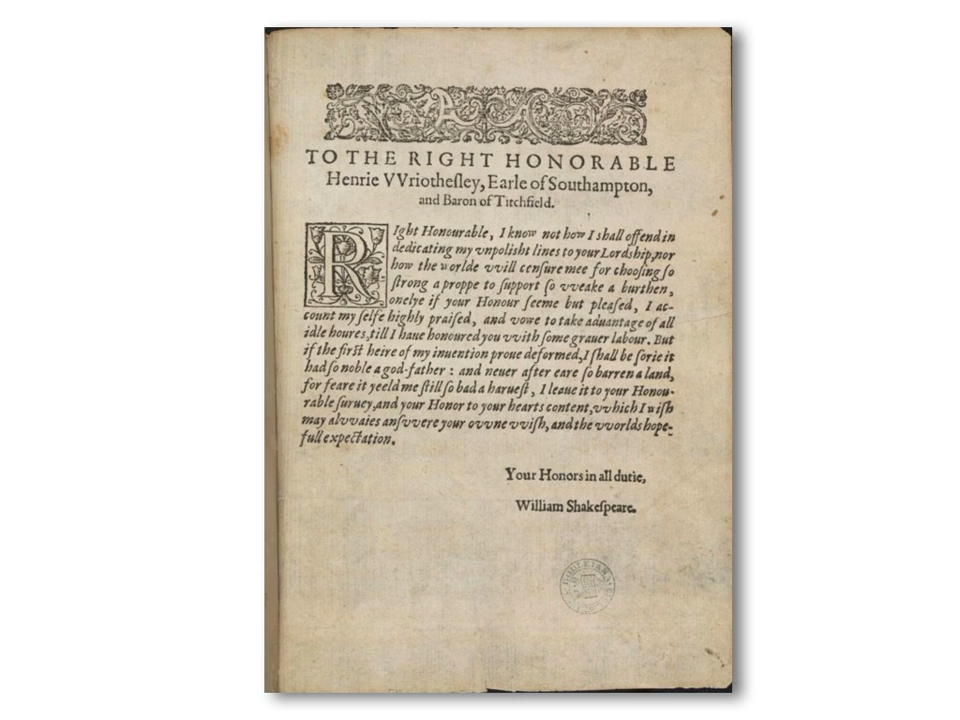 TO THE RIGHT HONORABLE
Henrie VVriotheſley, Earle of Southampton,
and Baron of Titchfield.
RIght Honourable, I know not how I shall offend in
dedicating my vnpolisht lines to your Lordship, nor
how the worlde vvill cenſure mee for chooſing ſo
ſtrong a proppe to ſupport ſo vveake a burthen,
onelye if your Honour ſeeme but pleaſed, I ac-
count my ſelfe highly praiſed, and vowe to take aduantage of all
idle houres, till I haue honoured you vvith ſome grauer labour. But
if the firſt heire of my inuention proue deformed, I ſhall be ſorie it
had ſo noble a god-father : and neuer after eare ſo barren a land,
for feare it yeeld me ſtill ſo bad a harueſt, I leaue it to your Honou-
rable ſuruey, and your Honor to your hearts content, vvhich I wiſh
may alvvaies anſvvere your ovvne vviſh, and the vvorlds hope-
full expectation.
Your Honors in all dutie,
William Shakeſpeare.